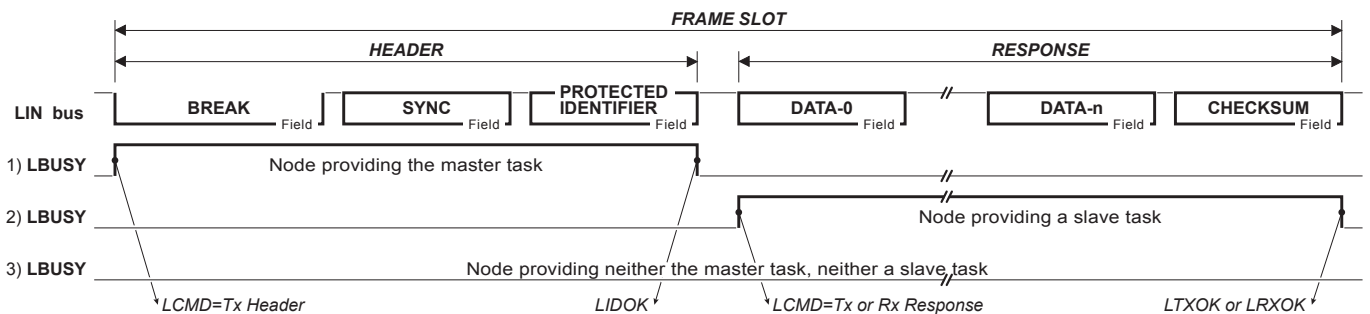 FRAME SLOT
HEADER
RESPONSE
LIN bus
BREAK
Field
SYNC
Field
PROTECTED
IDENTIFIER
Field
DATA-0
Field
DATA-n
Field
CHECKSUM
Field
1) LBUSY
Node providing the master task
2) LBUSY
Node providing a slave task
3) LBUSY
Node providing neither the master task, neither a slave task
LCMD=Tx Header
LIDOK
LCMD=Tx or Rx Response
LTXOK or LRXOK